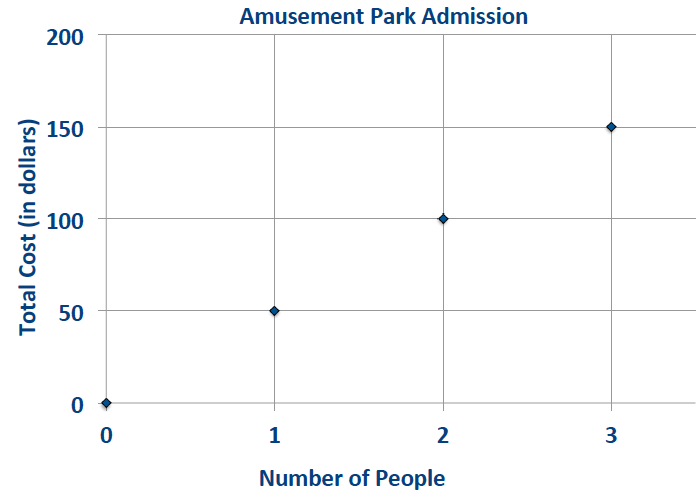 Amusement Park Admission
Total Cost (in dollars)
200
150
100
50
0
0 1 2 3
Number of People